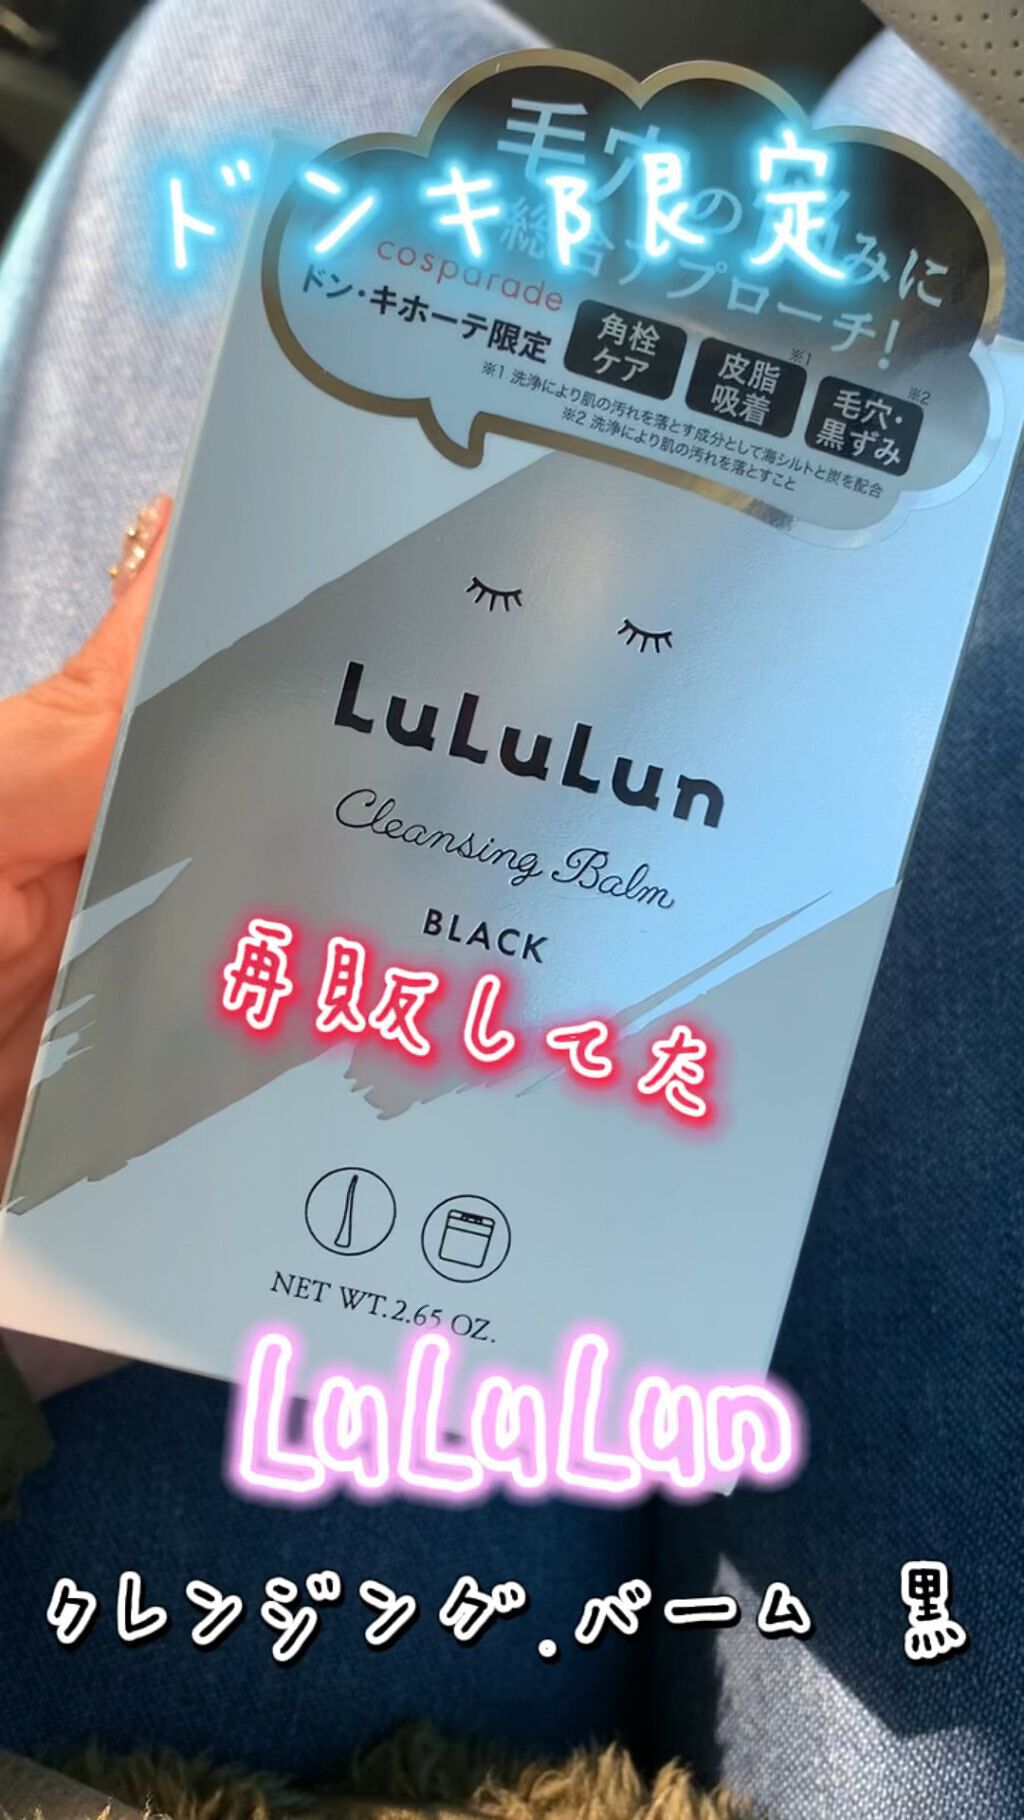 ドンキ限定
毛穴の みに
総合アプローチ!
cosparade
ドン・キホーテ限定
角栓
ケア
皮脂
吸着
※1
毛穴・
黒ずみ
※2
※1 洗浄により肌の汚れを落とす成分として海シルトと炭を配合
※2 洗浄により肌の汚れを落とすこと
LuLuLun
Cleansing Balm
BLACK
再販してた
NET WT.2.65 OZ.
LuLuLun
クレンジング.バーム 黒